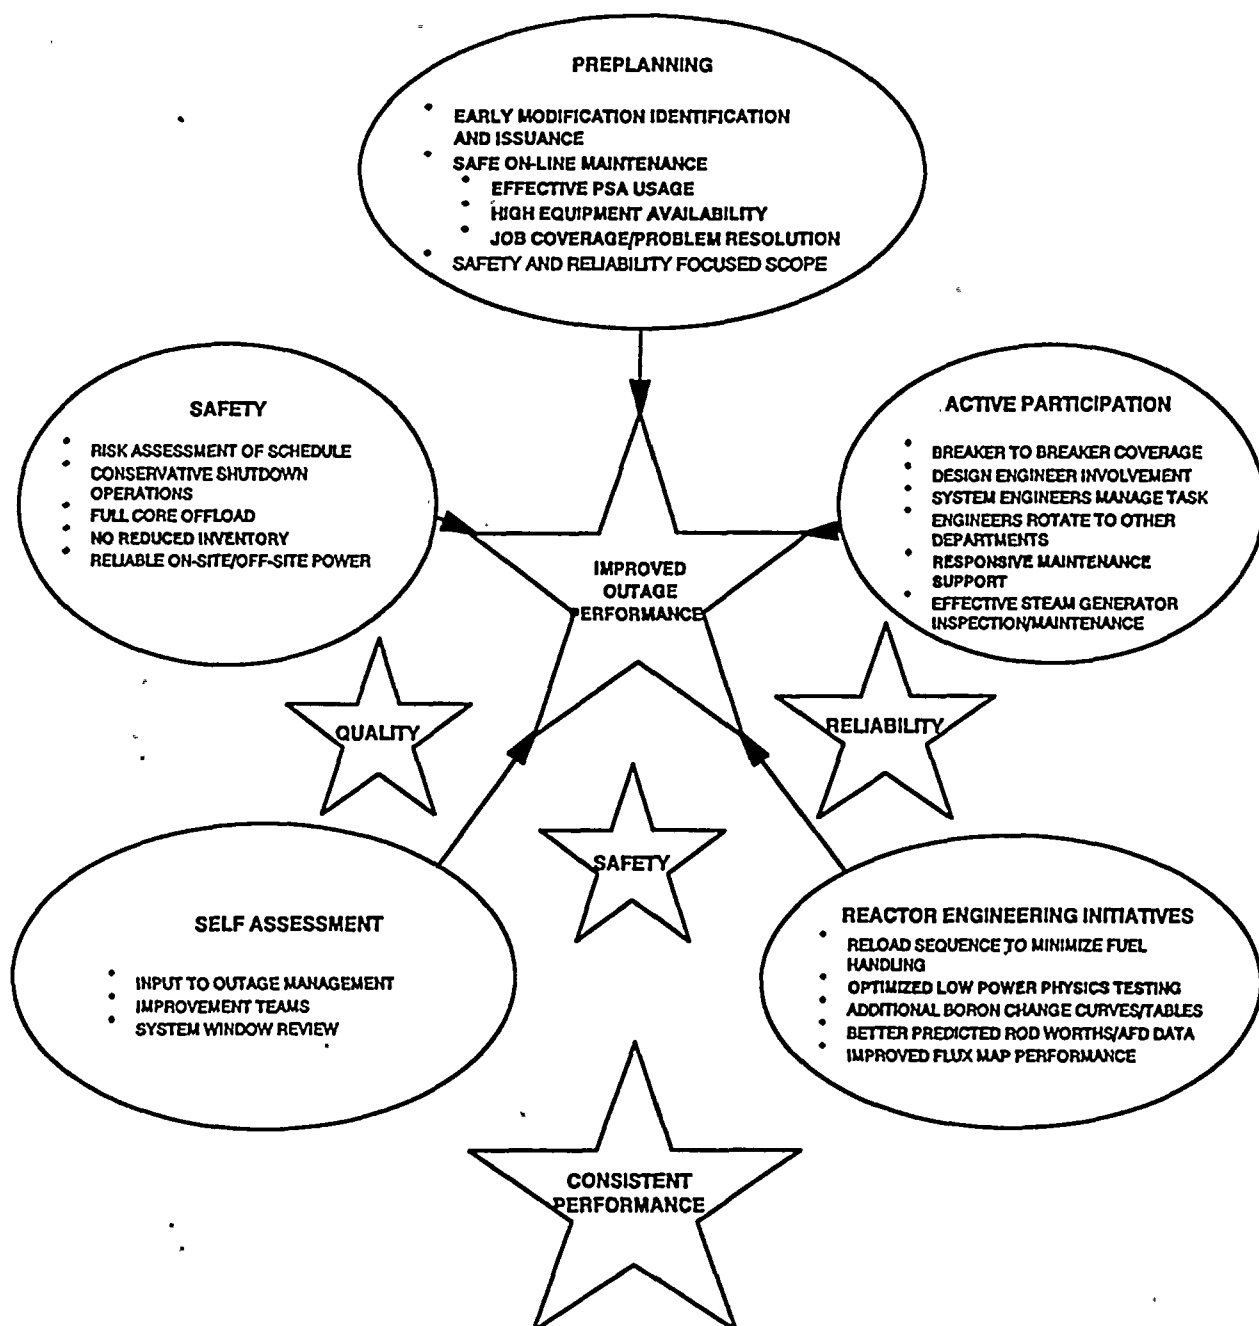 PREPLANNING
• EARLY MODIFICATION IDENTIFICATION
AND ISSUANCE
• SAFE ON-LINE MAINTENANCE
• EFFECTIVE PSA USAGE
• HIGH EQUIPMENT AVAILABILITY
• JOB COVERAGE/PROBLEM RESOLUTION
• SAFETY AND RELIABILITY FOCUSED SCOPE
SAFETY
• RISK ASSESSMENT OF SCHEDULE
• CONSERVATIVE SHUTDOWN
OPERATIONS
• FULL CORE OFFLOAD
• NO REDUCED INVENTORY
• RELIABLE ON-SITE/OFF-SITE POWER
ACTIVE PARTICIPATION
• BREAKER TO BREAKER COVERAGE
• DESIGN ENGINEER INVOLVEMENT
• SYSTEM ENGINEERS MANAGE TASK
• ENGINEERS ROTATE TO OTHER
DEPARTMENTS
• RESPONSIVE MAINTENANCE
SUPPORT
• EFFECTIVE STEAM GENERATOR
INSPECTION/MAINTENANCE
IMPROVED
OUTAGE
PERFORMANCE
QUALITY
RELIABILITY
SAFETY
SELF ASSESSMENT
• INPUT TO OUTAGE MANAGEMENT
• IMPROVEMENT TEAMS
• SYSTEM WINDOW REVIEW
REACTOR ENGINEERING INITIATIVES
• RELOAD SEQUENCE TO MINIMIZE FUEL
HANDLING
• OPTIMIZED LOW POWER PHYSICS TESTING
• ADDITIONAL BORON CHANGE CURVES/TABLES
• BETTER PREDICTED ROD WORTHS/AFD DATA
• IMPROVED FLUX MAP PERFORMANCE
CONSISTENT
PERFORMANCE